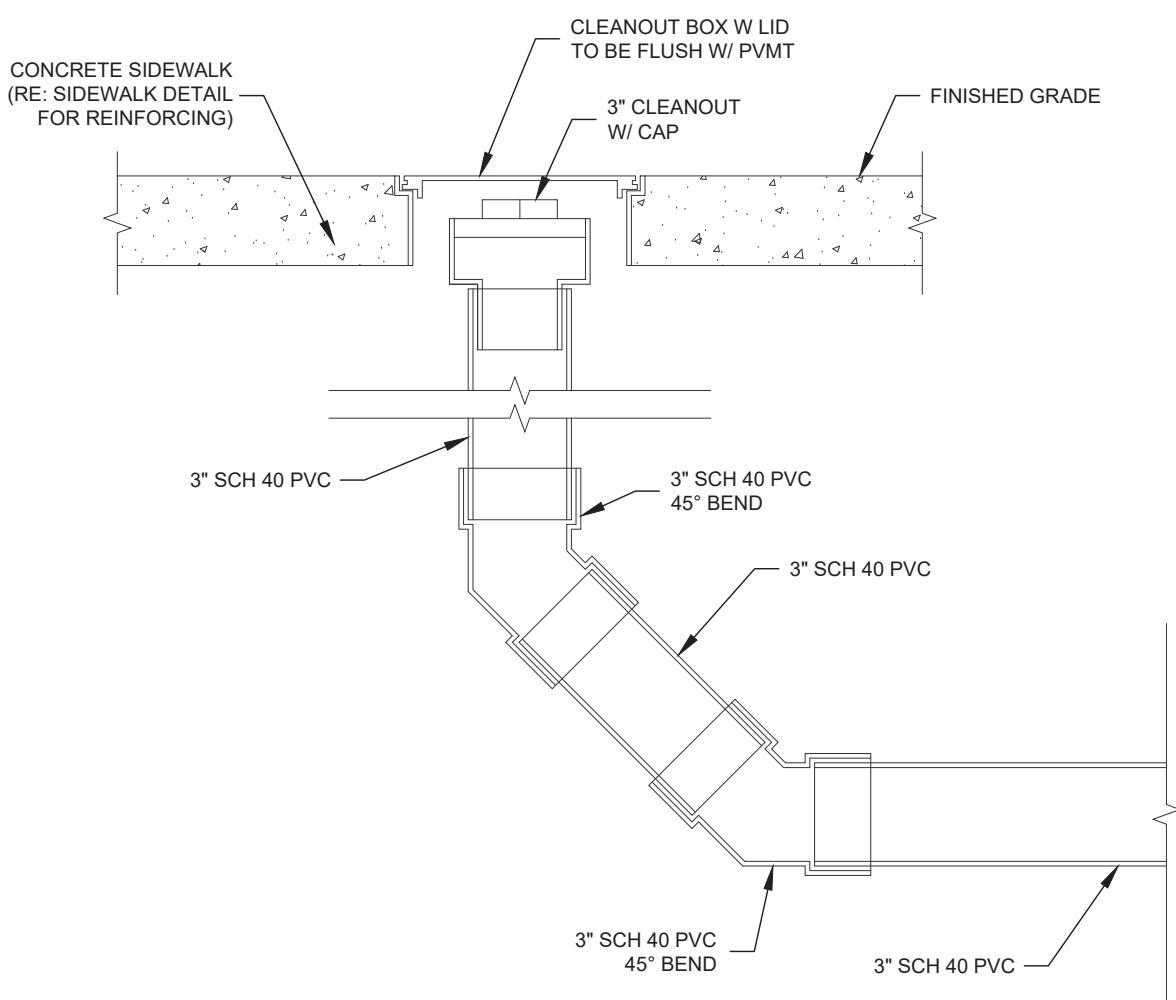 CLEANOUT BOX W LID
TO BE FLUSH W/ PVMT
CONCRETE SIDEWALK
(RE: SIDEWALK DETAIL
FOR REINFORCING)
3" CLEANOUT
W/ CAP
FINISHED GRADE
3" SCH 40 PVC
3" SCH 40 PVC
45° BEND
3" SCH 40 PVC
3" SCH 40 PVC
45° BEND
3" SCH 40 PVC